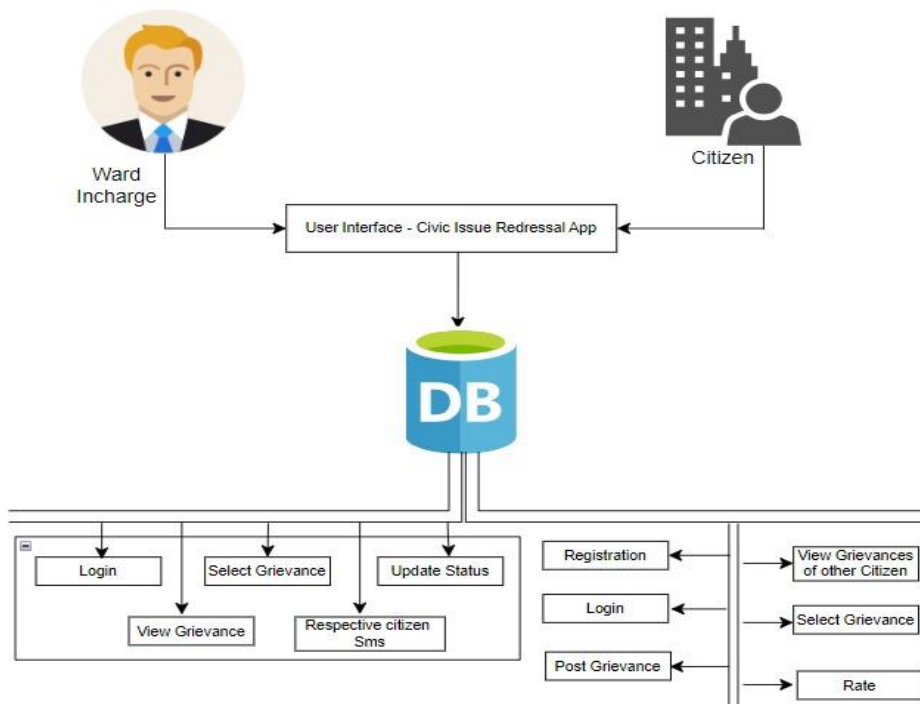 Ward
Incharge
Citizen
User Interface - Civic Issue Redressal App
DB
Login
Select Grievance
Update Status
View Grievance
Respective citizen
Sms
Registration
Login
Post Grievance
View Grievances
of other Citizen
Select Grievance
Rate